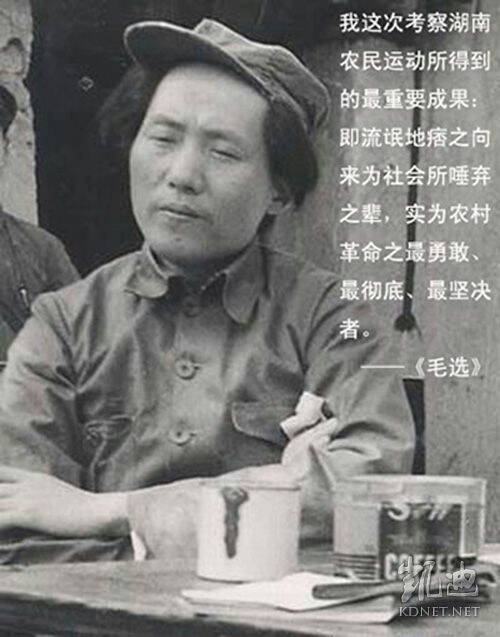 我这次考察湖南
农民运动所得到
的最重要成果：
即流氓地痞之向
来为社会所唾弃
之辈，实为农村
革命之最勇敢、
最彻底、最坚决
者。
——《毛选》
COFFEE
凯迪
KDNET.NET